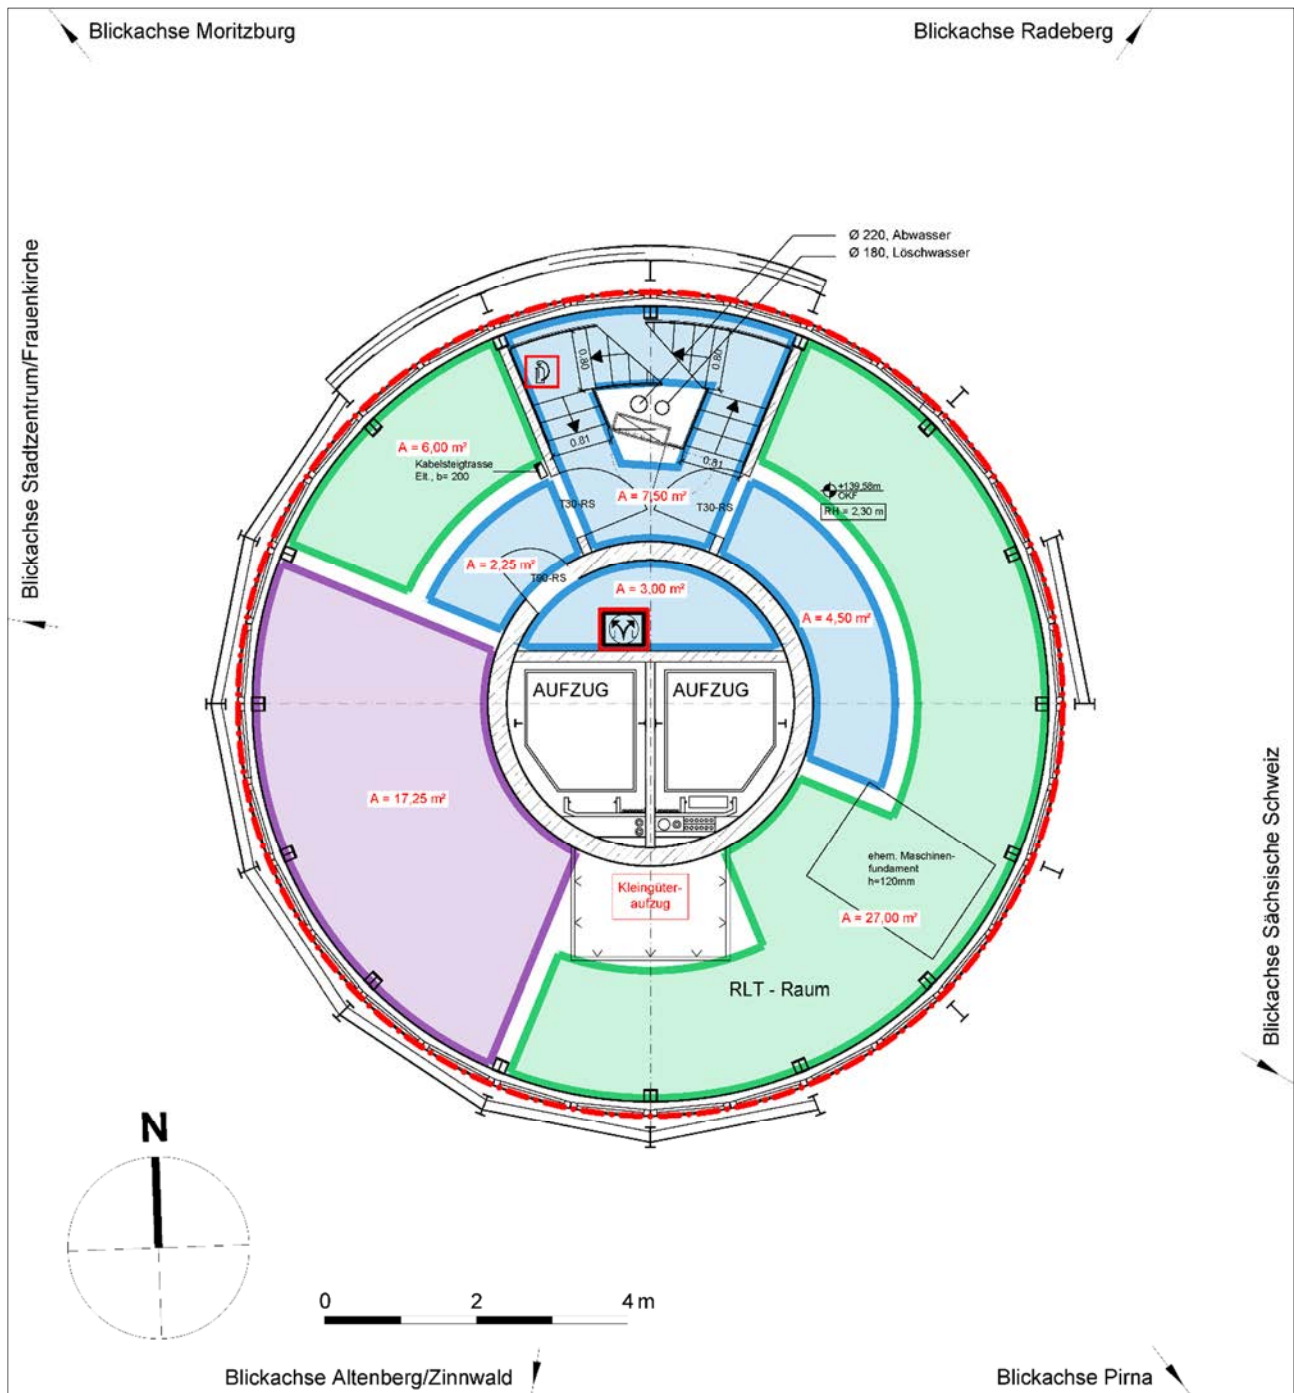 Blickachse Moritzburg
Blickachse Radeberg
Blickachse Stadtzentrum/Frauenkirche
Ø 220, Abwasser
Ø 180, Löschwasser
0.80
0.80
0.81
0.81
A = 6,00 m²
Kabelsteigtrasse
Elt., b= 200
A = 7,50 m²
T30-RS
T30-RS
+139,58m
OKF
RH = 2,30 m
A = 2,25 m²
T90-RS
A = 3,00 m²
A = 4,50 m²
AUFZUG
AUFZUG
A = 17,25 m²
Kleingüter-
aufzug
ehem. Maschinen-
fundament
h=120mm
A = 27,00 m²
RLT - Raum
Blickachse Sächsische Schweiz
N
0 2 4 m
Blickachse Altenberg/Zinnwald
Blickachse Pirna